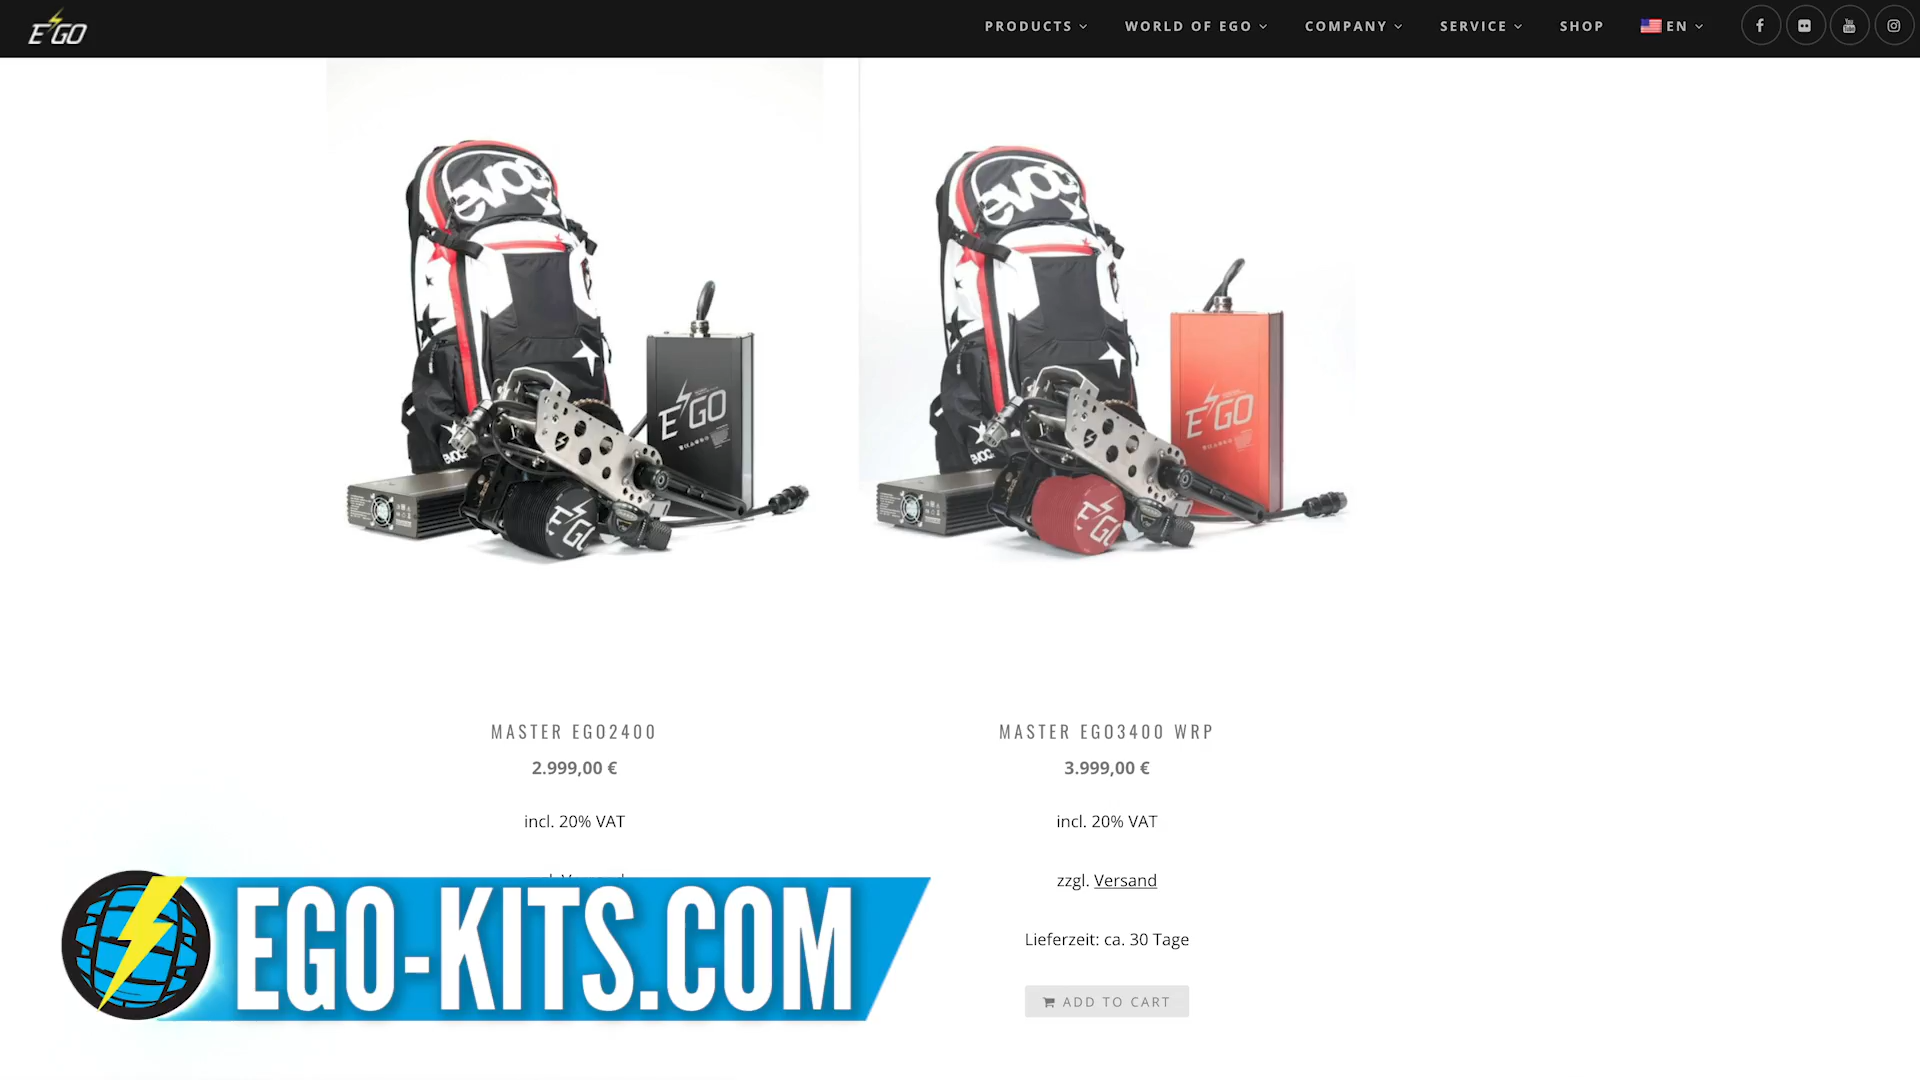 E GO
PRODUCTS
WORLD OF EGO
COMPANY
SERVICE
SHOP
EN
evoc
E GO
EVOC
E GO
evoc
E GO
EVOC
E GO
MASTER EGO2400
2.999,00 €
incl. 20% VAT
MASTER EGO3400 WRP
3.999,00 €
incl. 20% VAT
zzgl. Versand
Lieferzeit: ca. 30 Tage
ADD TO CART
EGO-KITS.COM